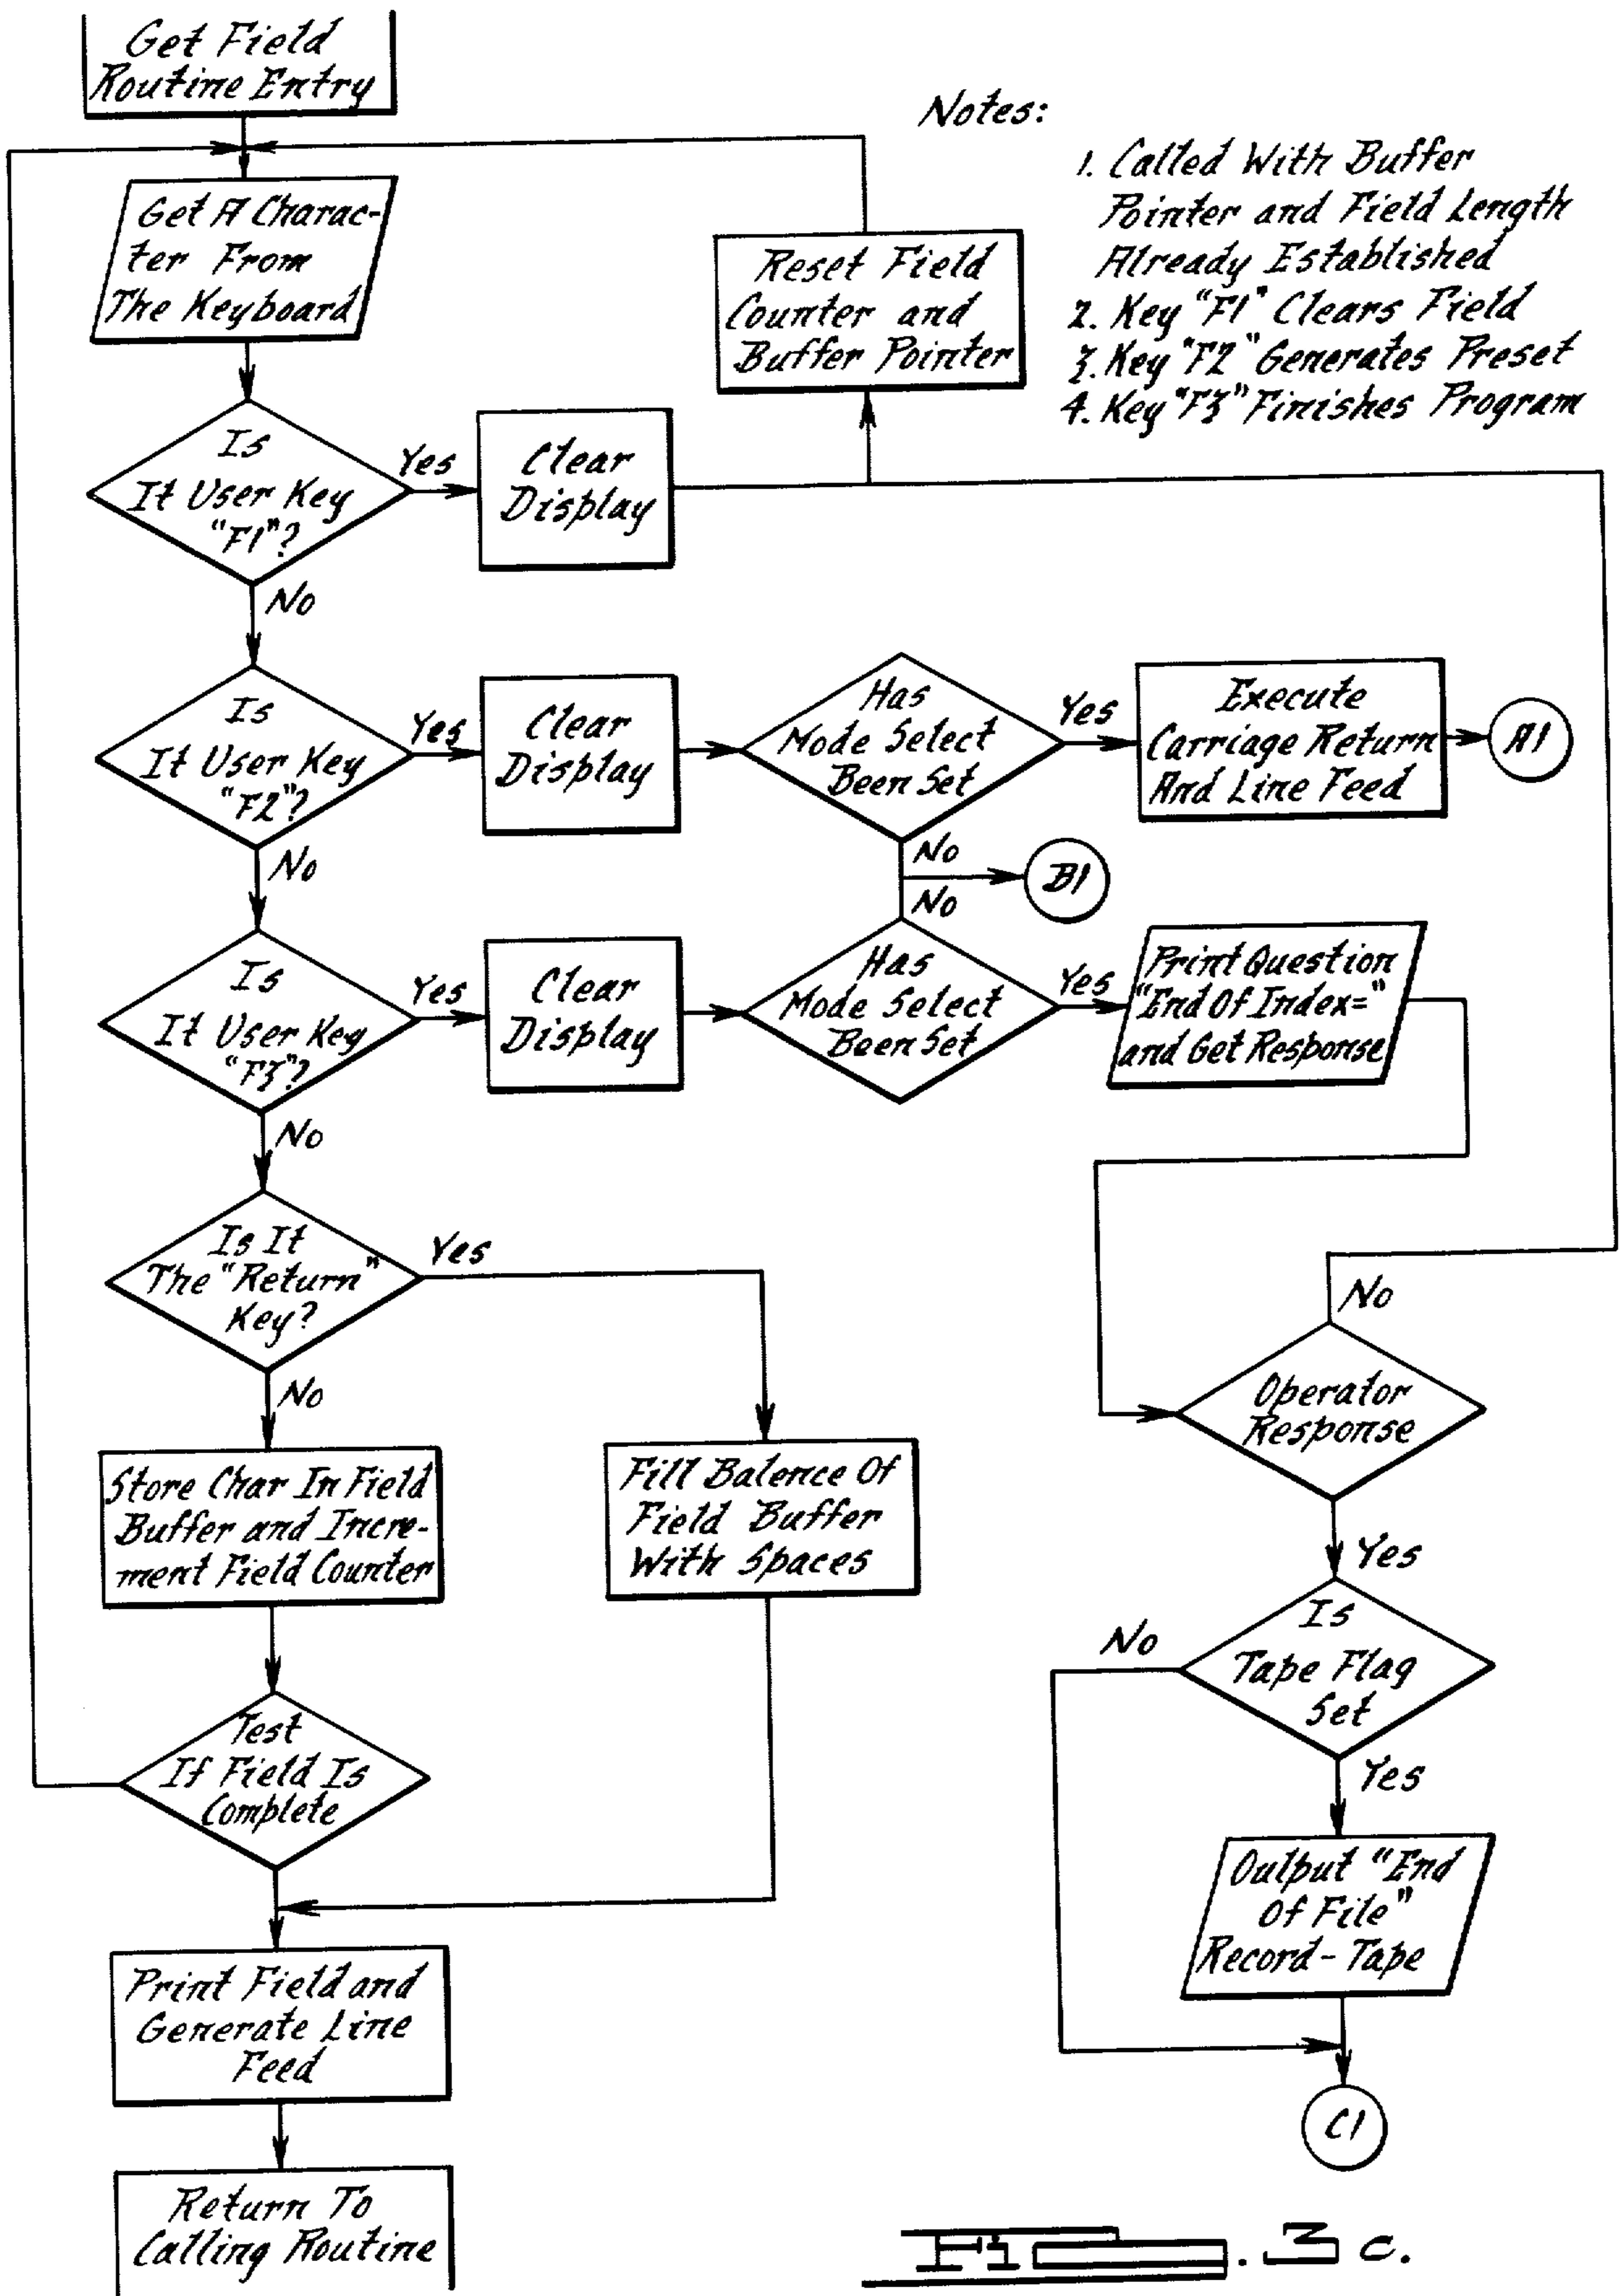 Get Field
Routine Entry
Notes:
1. Called With Buffer
Pointer and Field Length
Already Established
2. Key "F1" Clears Field
3. Key "F2" Generates Preset
4. Key "F3" Finishes Program
Get A Charac-
ter From
The Keyboard
Reset Field
Counter and
Buffer Pointer
Is
It User Key
"F1"?
Yes
Clear
Display
No
Is
It User Key
"F2"?
Yes
Clear
Display
Has
Mode Select
Been Set
Yes
Execute
Carriage Return
And Line Feed
A1
No
No
B1
No
Is
It User Key
"F3"?
Yes
Clear
Display
Has
Mode Select
Been Set
Yes
Print Question
"End Of Index="
and Get Response
No
Is It
The "Return"
Key?
Yes
No
No
Operator
Response
Yes
Store Char In Field
Buffer and Incre-
ment Field Counter
Fill Balence Of
Field Buffer
With Spaces
Is
Tape Flag
Set
No
Yes
Test
If Field Is
Complete
Oulput "End
Of File"
Record-Tape
Print Field and
Generate Line
Feed
C1
Return To
Calling Routine
Fig. 3c.